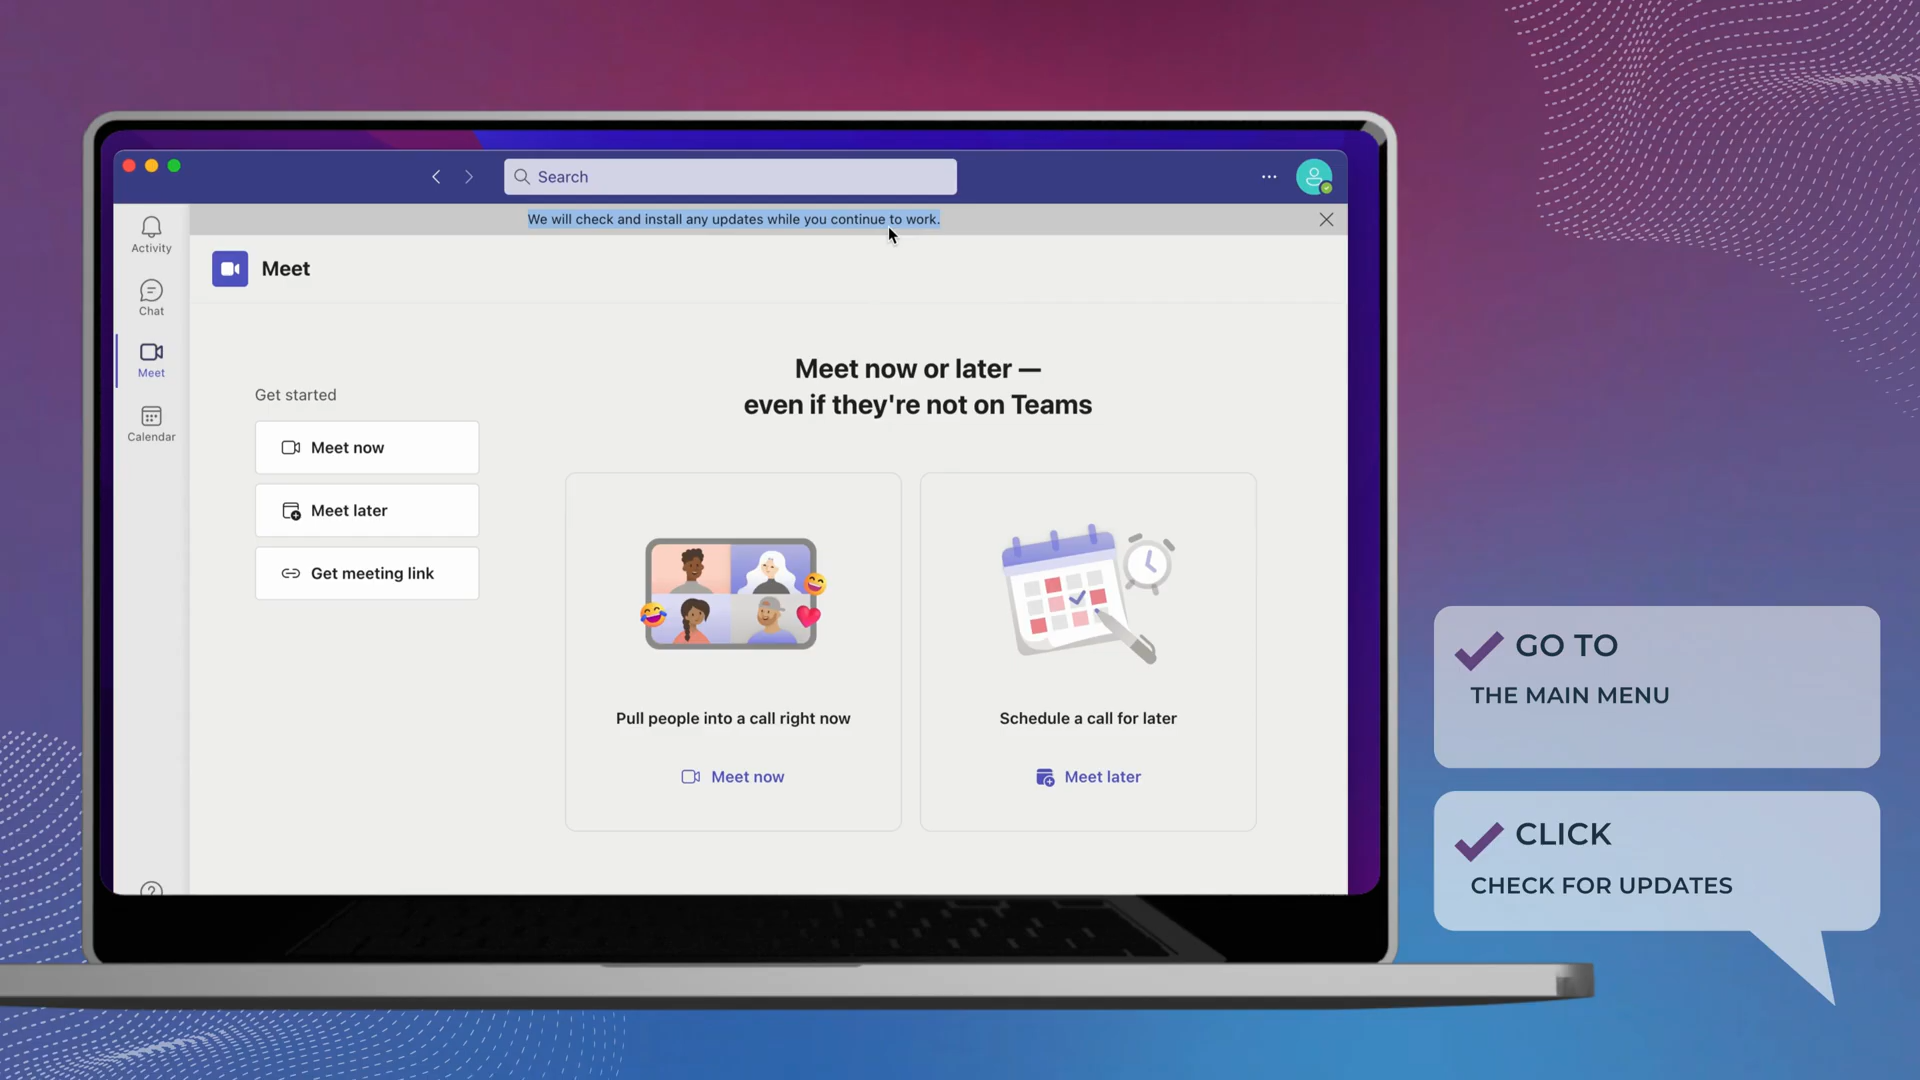 Search
We will check and install any updates while you continue to work.
Activity
Chat
Meet
Calendar
Meet
Get started
Meet now
Meet later
Get meeting link
Meet now or later —
even if they're not on Teams
Pull people into a call right now
Meet now
Schedule a call for later
Meet later
GO TO
THE MAIN MENU
CLICK
CHECK FOR UPDATES